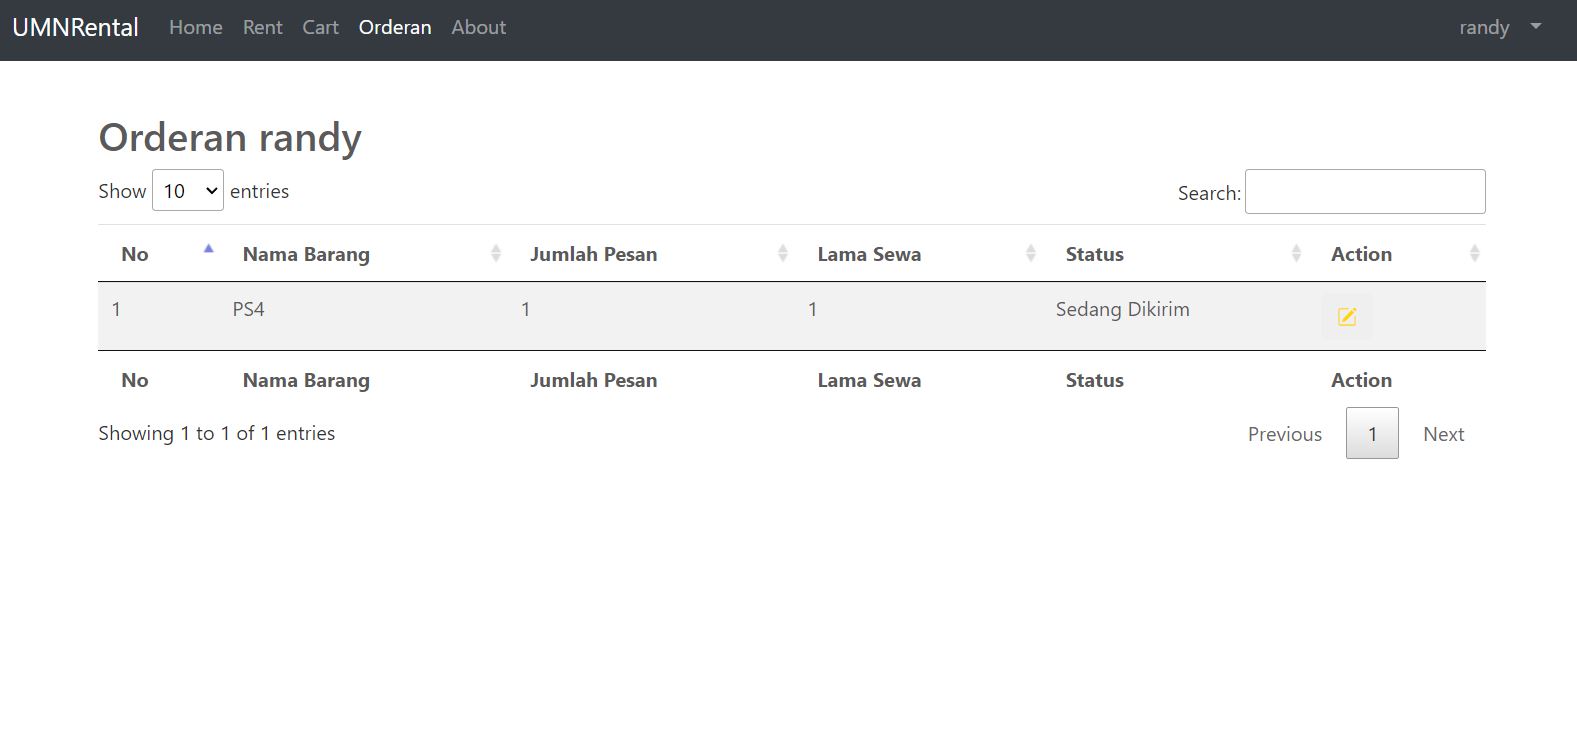 UMNRental Home Rent Cart Orderan About randy
Orderan randy
Show 10 entries Search:
No Nama Barang Jumlah Pesan Lama Sewa Status Action
1 PS4 1 1 Sedang Dikirim
No Nama Barang Jumlah Pesan Lama Sewa Status Action
Showing 1 to 1 of 1 entries Previous 1 Next